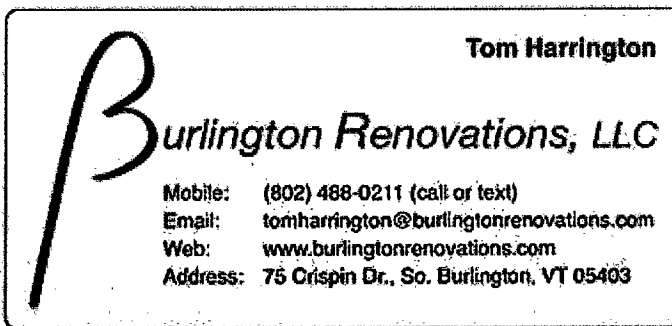 Tom Harrington
Burlington Renovations, LLC
Mobile: (802) 488-0211 (call or text)
Email: tomharrington@burlingtonrenovations.com
Web: www.burlingtonrenovations.com
Address: 75 Crispin Dr., So. Burlington, VT 05403